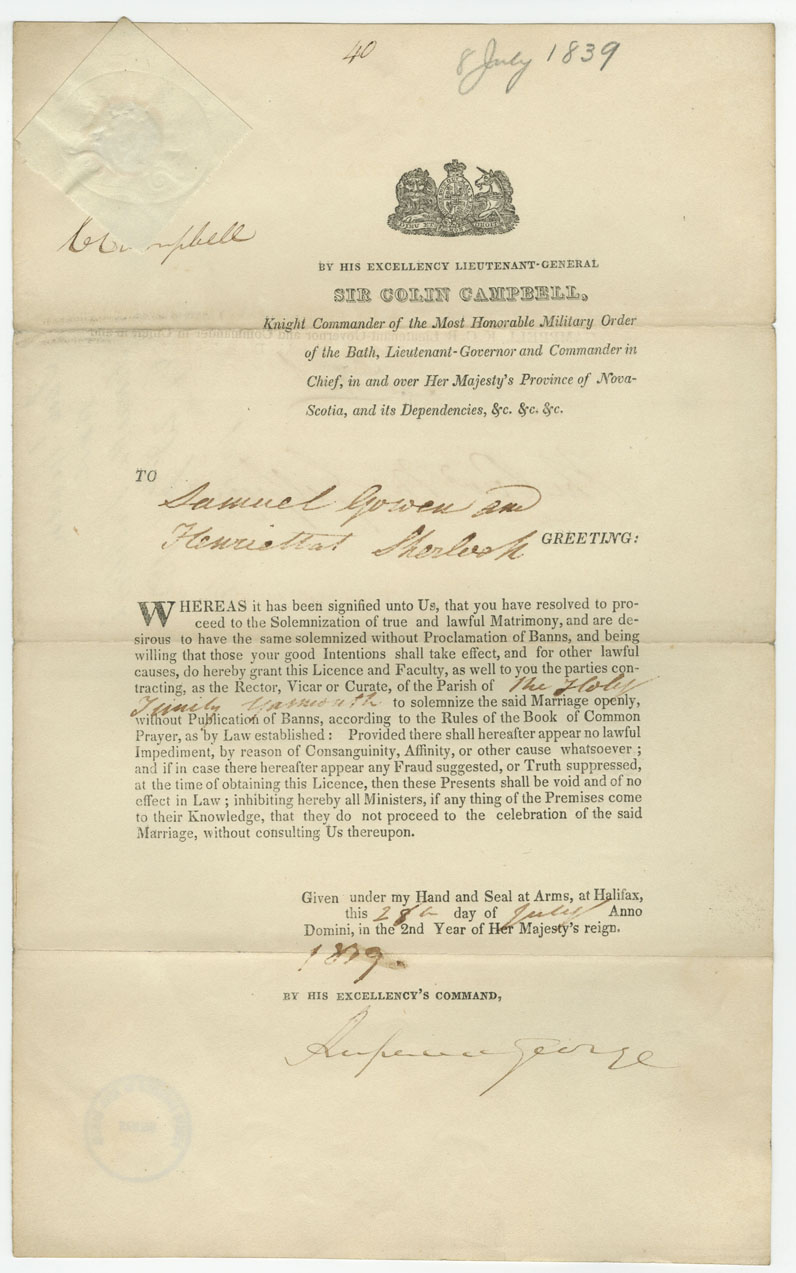 40
8 July 1839
DIEU ET MON DROIT
C Campbell
BY HIS EXCELLENCY LIEUTENANT-GENERAL
SIR COLIN CAMPBELL,
Knight Commander of the Most Honorable Military Order
of the Bath, Lieutenant-Governor and Commander in
Chief, in and over Her Majesty's Province of Nova-
Scotia, and its Dependencies, &c. &c. &c.
TO
Samuel Gowen and
Henriettat Sherlock GREETING:
WHEREAS it has been signified unto Us, that you have resolved to pro-
ceed to the Solemnization of true and lawful Matrimony, and are de-
sirous to have the same solemnized without Proclamation of Banns, and being
willing that those your good Intentions shall take effect, and for other lawful
causes, do hereby grant this Licence and Faculty, as well to you the parties con-
tracting, as the Rector, Vicar or Curate, of the Parish of the Holy
Trinity Yarmouth to solemnize the said Marriage openly,
without Publication of Banns, according to the Rules of the Book of Common
Prayer, as by Law established : Provided there shall hereafter appear no lawful
Impediment, by reason of Consanguinity, Affinity, or other cause whatsoever ;
and if in case there hereafter appear any Fraud suggested, or Truth suppressed,
at the time of obtaining this Licence, then these Presents shall be void and of no
effect in Law ; inhibiting hereby all Ministers, if any thing of the Premises come
to their Knowledge, that they do not proceed to the celebration of the said
Marriage, without consulting Us thereupon.
Given under my Hand and Seal at Arms, at Halifax,
this 28th day of July Anno
Domini, in the 2nd Year of Her Majesty's reign.
1839.
BY HIS EXCELLENCY'S COMMAND,
George